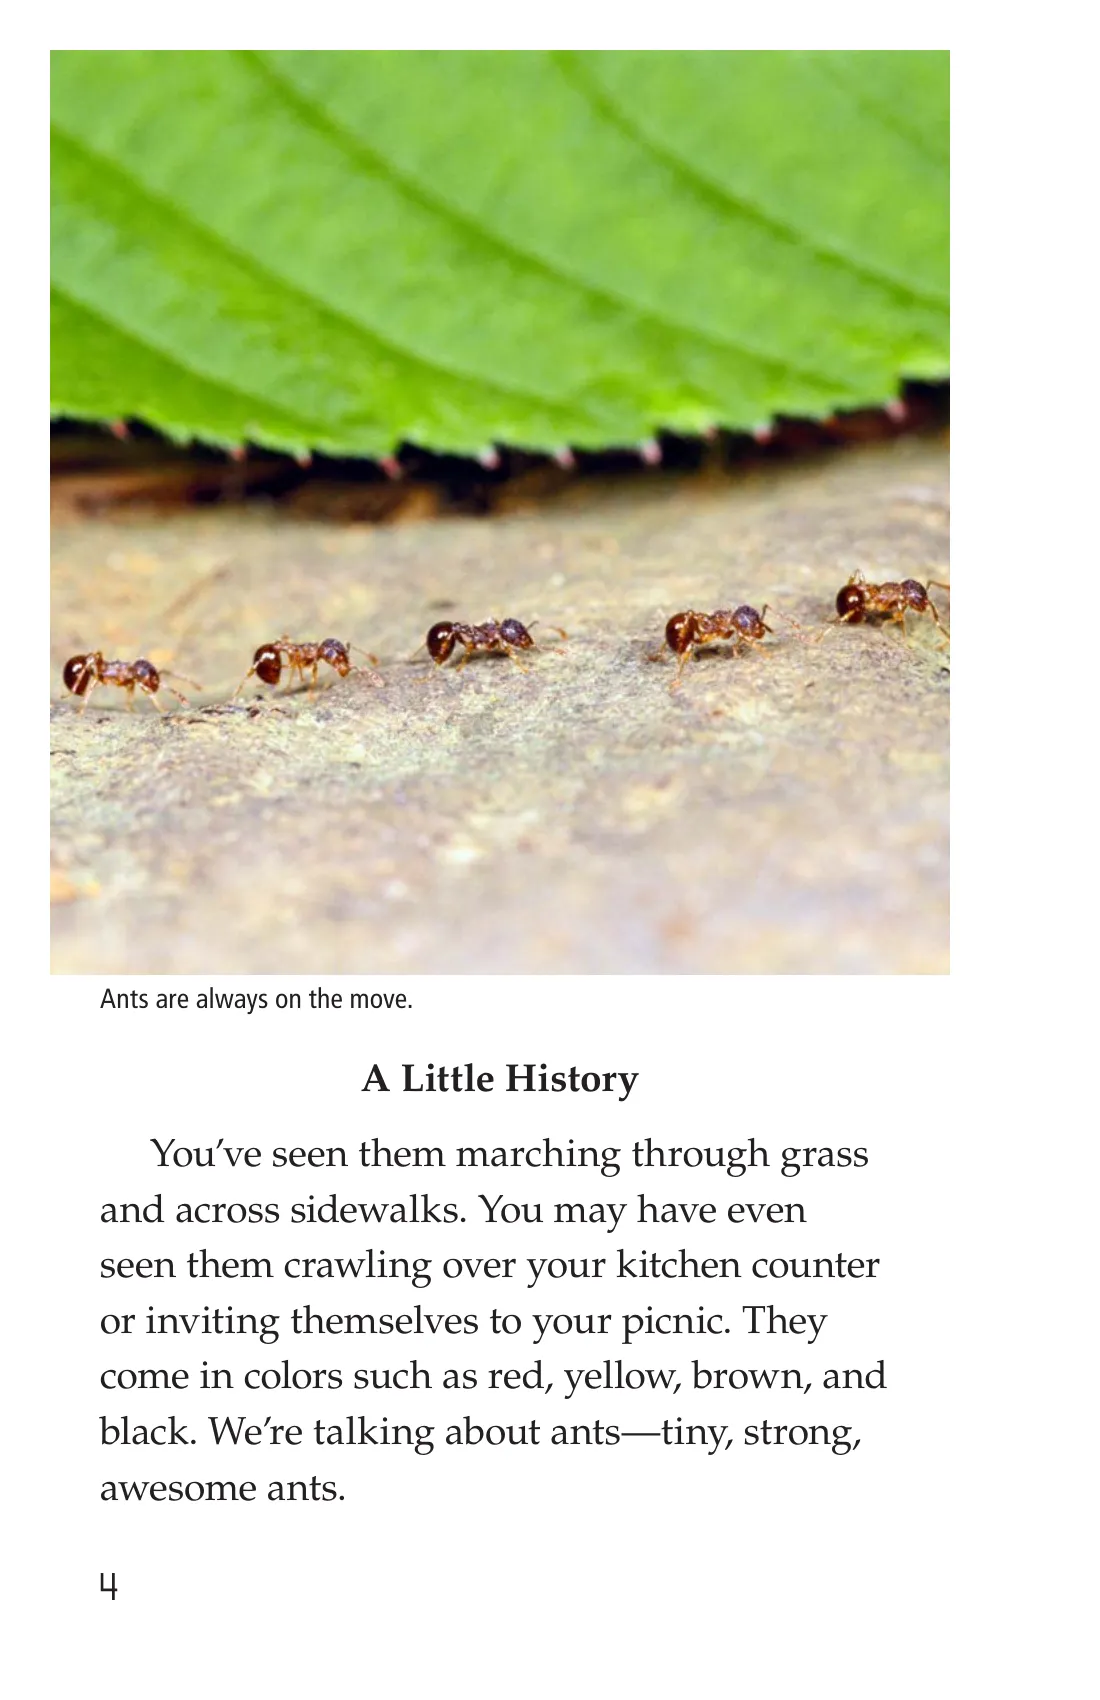 Ants are always on the move.
A Little History
You’ve seen them marching through grass
and across sidewalks. You may have even
seen them crawling over your kitchen counter
or inviting themselves to your picnic. They
come in colors such as red, yellow, brown, and
black. We’re talking about ants—tiny, strong,
awesome ants.
4